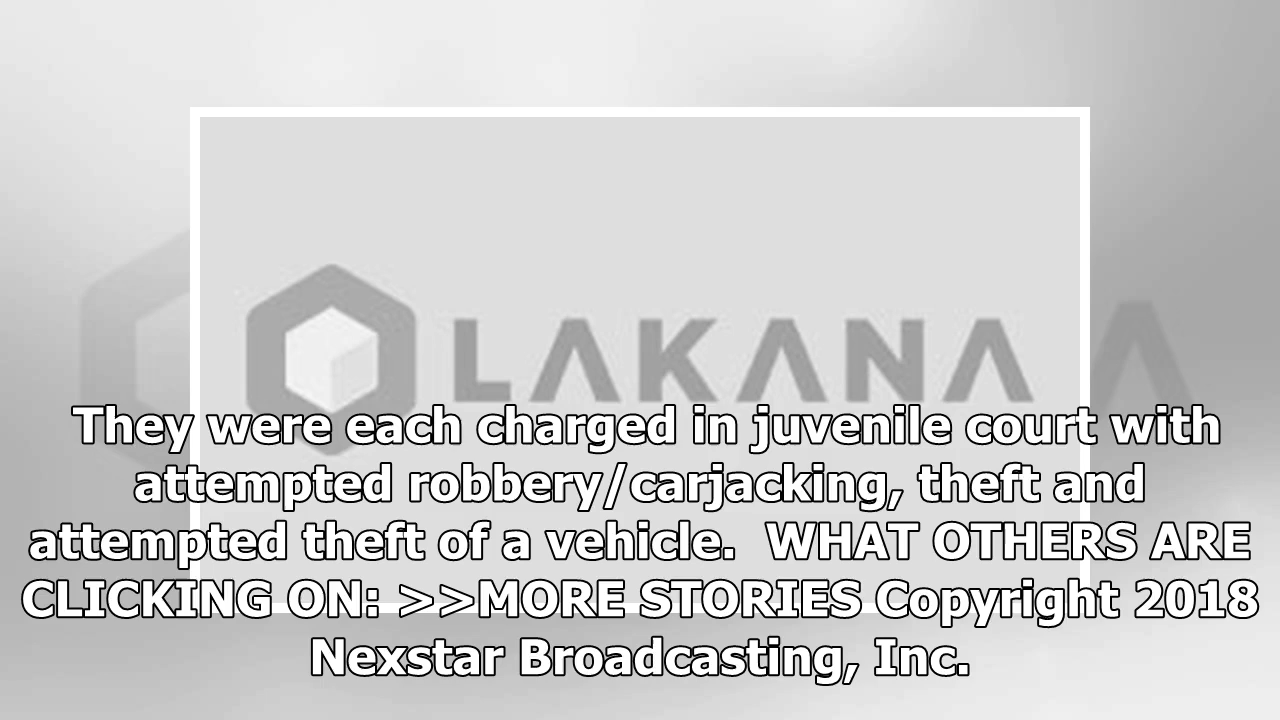 LAKANA
They were each charged in juvenile court with
attempted robbery/carjacking, theft and
attempted theft of a vehicle.  WHAT OTHERS ARE
CLICKING ON: >>MORE STORIES Copyright 2018
Nexstar Broadcasting, Inc.